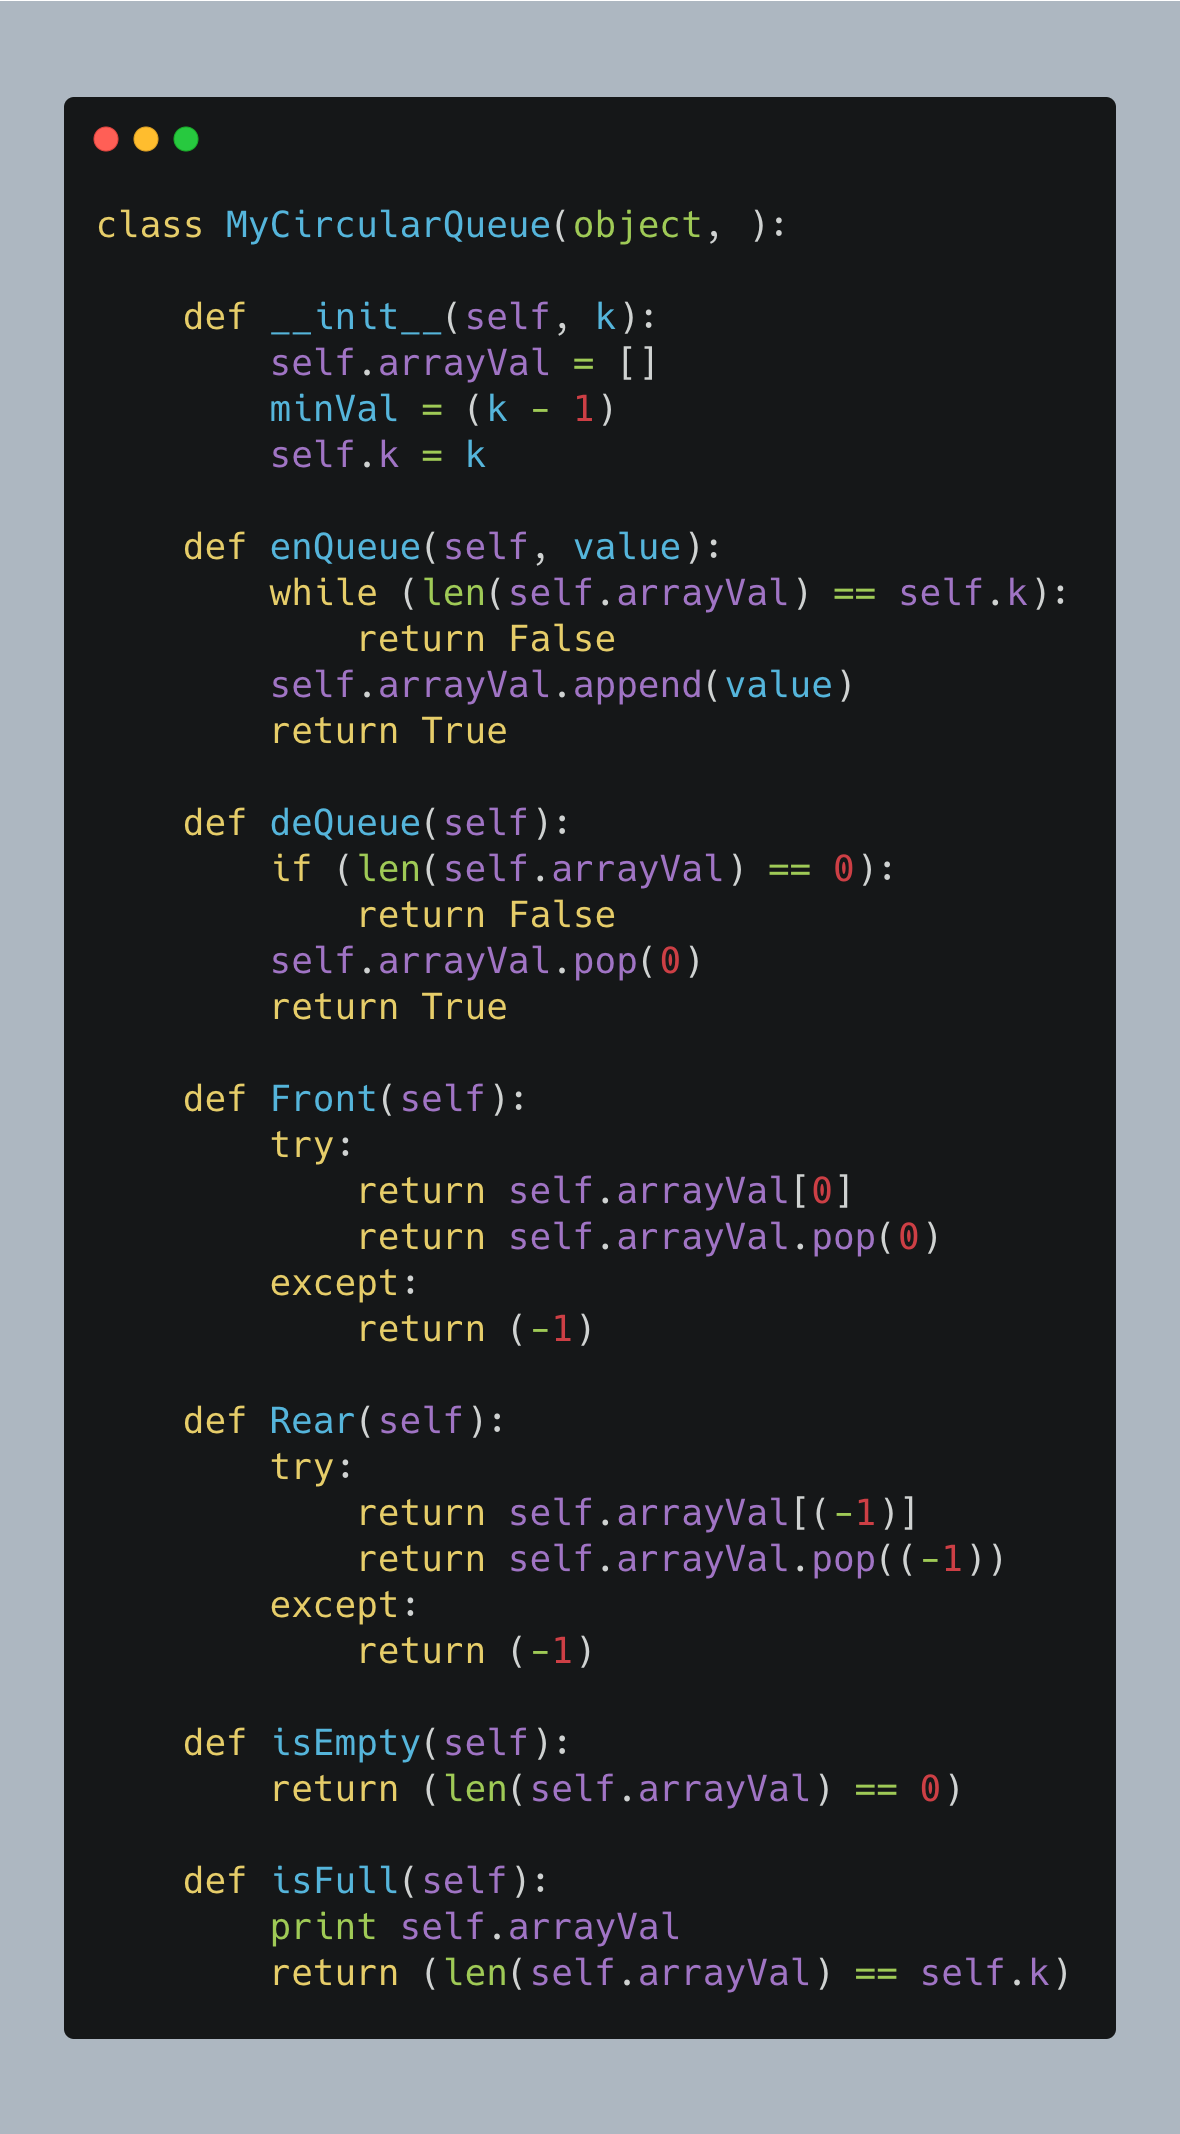 class MyCircularQueue(object, ):
    def __init__(self, k):
        self.arrayVal = []
        minVal = (k - 1)
        self.k = k
    def enQueue(self, value):
        while (len(self.arrayVal) == self.k):
            return False
        self.arrayVal.append(value)
        return True
    def deQueue(self):
        if (len(self.arrayVal) == 0):
            return False
        self.arrayVal.pop(0)
        return True
    def Front(self):
        try:
            return self.arrayVal[0]
            return self.arrayVal.pop(0)
        except:
            return (-1)
    def Rear(self):
        try:
            return self.arrayVal[(-1)]
            return self.arrayVal.pop((-1))
        except:
            return (-1)
    def isEmpty(self):
        return (len(self.arrayVal) == 0)
    def isFull(self):
        print self.arrayVal
        return (len(self.arrayVal) == self.k)